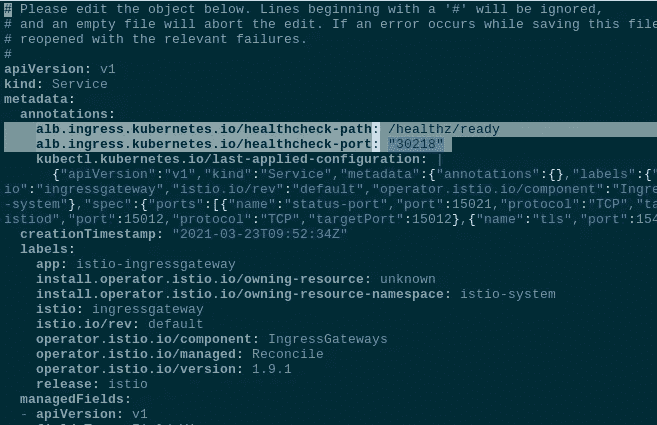 # Please edit the object below. Lines beginning with a '#' will be ignored,
# and an empty file will abort the edit. If an error occurs while saving this file
# reopened with the relevant failures.
#
apiVersion: v1
kind: Service
metadata:
  annotations:
    alb.ingress.kubernetes.io/healthcheck-path: /healthz/ready
    alb.ingress.kubernetes.io/healthcheck-port: "30218"
    kubectl.kubernetes.io/last-applied-configuration: |
      {"apiVersion":"v1","kind":"Service","metadata":{"annotations":{},"labels":{"
io":"ingressgateway","istio.io/rev":"default","operator.istio.io/component":"Ingre
-system"},"spec":{"ports":[{"name":"status-port","port":15021,"protocol":"TCP","ta
istiod","port":15012,"protocol":"TCP","targetPort":15012},{"name":"tls","port":154
  creationTimestamp: "2021-03-23T09:52:34Z"
  labels:
    app: istio-ingressgateway
    install.operator.istio.io/owning-resource: unknown
    install.operator.istio.io/owning-resource-namespace: istio-system
    istio: ingressgateway
    istio.io/rev: default
    operator.istio.io/component: IngressGateways
    operator.istio.io/managed: Reconcile
    operator.istio.io/version: 1.9.1
    release: istio
  managedFields:
  - apiVersion: v1